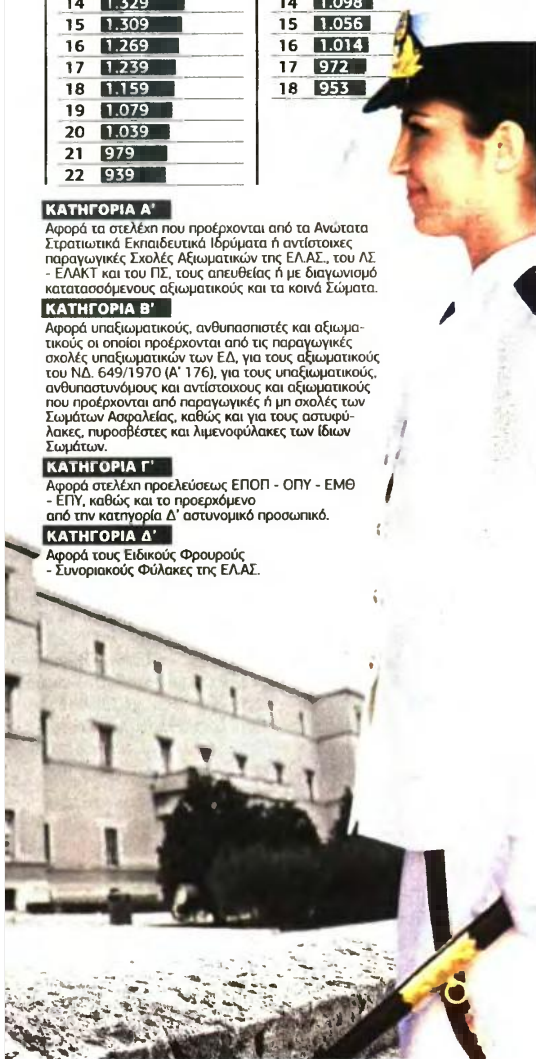 14 1.329
15 1.309
16 1.269
17 1.239
18 1.159
19 1.079
20 1.039
21 979
22 939
14 1.098
15 1.056
16 1.014
17 972
18 953
ΚΑΤΗΓΟΡΙΑ Α'
Αφορά τα στελέχη που προέρχονται από τα Ανώτατα
Στρατιωτικά Εκπαιδευτικά Ιδρύματα ή αντίστοιχες
παραγωγικές Σχολές Αξιωματικών της ΕΛ.ΑΣ., του ΛΣ
- ΕΛΑΚΤ και του ΠΣ, τους απευθείας ή με διαγωνισμό
κατατασσόμενους αξιωματικούς και τα κοινά Σώματα.
ΚΑΤΗΓΟΡΙΑ Β'
Αφορά υπαξιωματικούς, ανθυπασπιστές και αξιωμα-
τικούς οι οποίοι προέρχονται από τις παραγωγικές
σχολές υπαξιωματικών των ΕΔ, για τους αξιωματικούς
του ΝΔ. 649/1970 (Α' 176), για τους υπαξιωματικούς,
ανθυπαστυνόμους και αντίστοιχους και αξιωματικούς
που προέρχονται από παραγωγικές ή μη σχολές των
Σωμάτων Ασφαλείας, καθώς και για τους αστυφύ-
λακες, πυροσβέστες και λιμενοφύλακες των ίδιων
Σωμάτων.
ΚΑΤΗΓΟΡΙΑ Γ'
Αφορά στελέχη προελεύσεως ΕΠΟΠ - ΟΠΥ - ΕΜΘ
- ΕΠΥ, καθώς και το προερχόμενο
από την κατηγορία Δ' αστυνομικό προσωπικό.
ΚΑΤΗΓΟΡΙΑ Δ'
Αφορά τους Ειδικούς Φρουρούς
- Συνοριακούς Φύλακες της ΕΛ.ΑΣ.